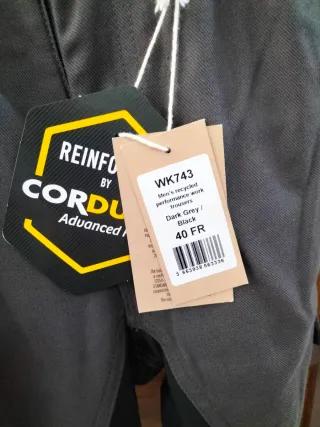 REINFO
BY
CORDU
Advanced
WK743
Men's recycled
performance work
trousers
Dark Grey /
Black
40 FR